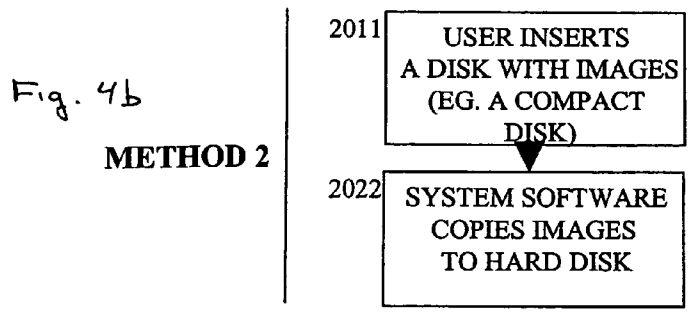 Fig. 4b
METHOD 2
2011
USER INSERTS
A DISK WITH IMAGES
(EG. A COMPACT
DISK)
2022
SYSTEM SOFTWARE
COPIES IMAGES
TO HARD DISK